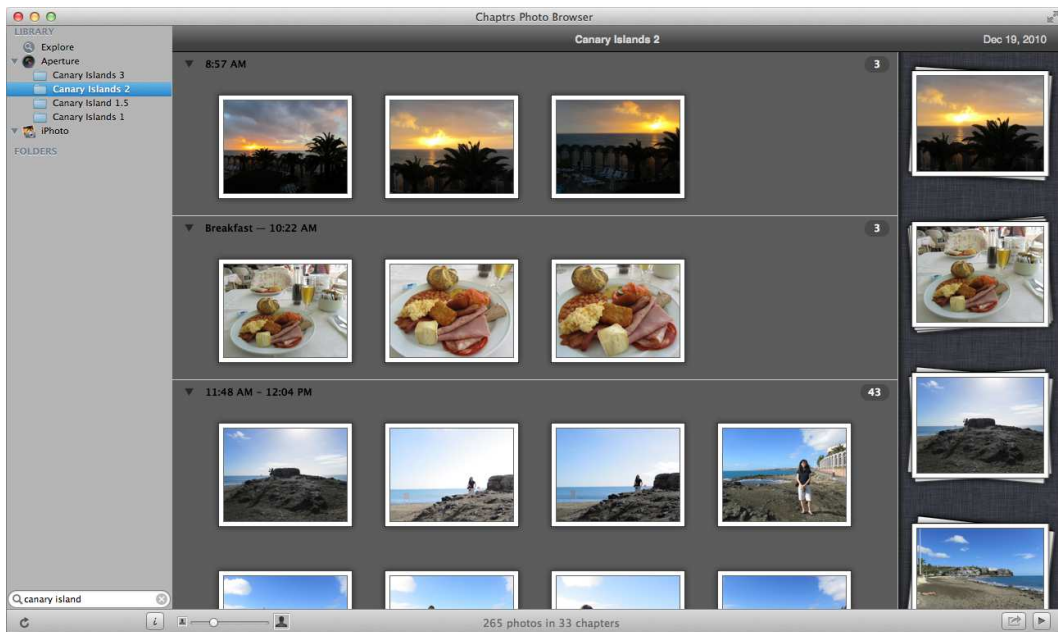 Chaptrs Photo Browser
LIBRARY
Explore
Aperture
Canary Islands 3
Canary Islands 2
Canary Island 1.5
Canary Islands 1
iPhoto
FOLDERS
Canary Islands 2
Dec 19, 2010
8:57 AM
3
Breakfast — 10:22 AM
3
11:48 AM – 12:04 PM
43
canary island
i
265 photos in 33 chapters